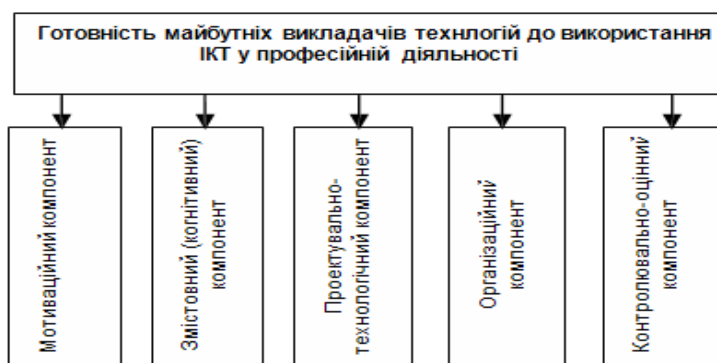 Готовність майбутніх викладачів технлогій до використання
ІКТ у професійній діяльності
Мотиваційний компонент
Змістовний (когнітивний)
компонент
Проектувально-
технологічний компонент
Організаційний
компонент
Контролювально-оцінний
компонент